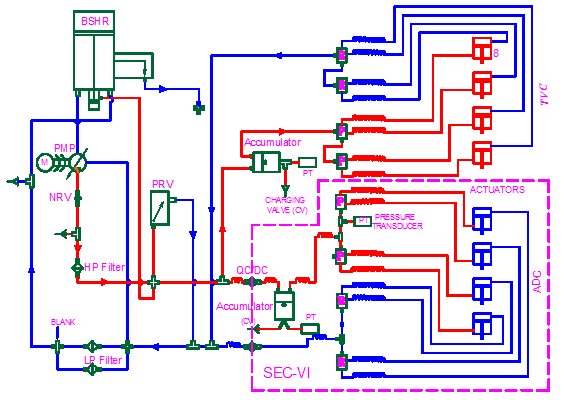 BSHR
8
TVC
PMP
M
Accumulator
PT
PRV
CHARGING
VALVE (CV)
ACTUATORS
NRV
PT
PRESSURE
TRANSDUCER
HP Filter
QC/DC
ADC
Accumulator
BLANK
(CV)
PT
LP Filter
SEC-VI